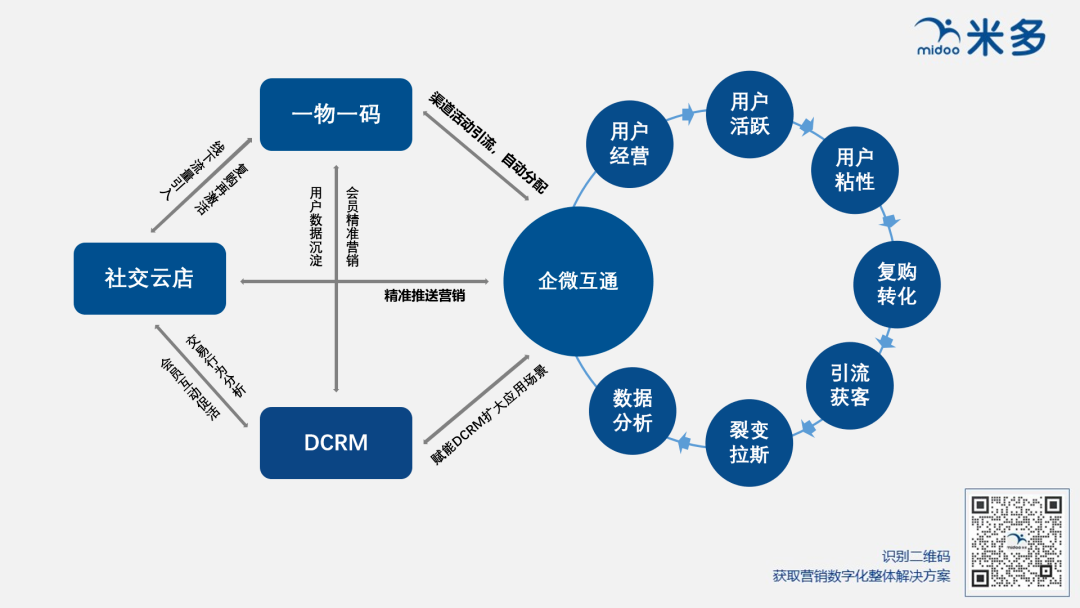 米多
midoo
一物一码
渠道活动引流，自动分配
线下流量引入
复购再激活
用户数据沉淀
会员精准营销
社交云店
精准推送营销
企微互通
交易行为分析
会员互动促活
DCRM
赋能DCRM扩大应用场景
用户
经营
用户
活跃
用户
粘性
复购
转化
引流
获客
裂变
拉斯
数据
分析
识别二维码
获取营销数字化整体解决方案
midoo